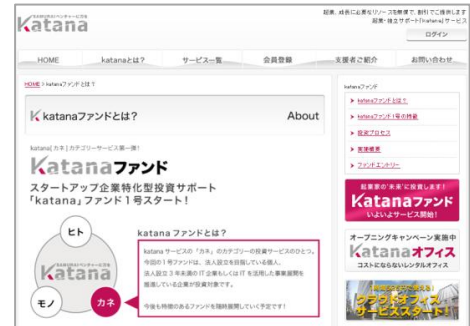 起業、成長に必要なリソースを無償で、割引でご提供します
起業・独立サポート「katana」サービス
Katana
ログイン
HOME
katanaとは?
サービス一覧
会員登録
支援者ご紹介
お問い合わせ
HOME > katanaファンドとは?
katanaファンドとは?
About
katana[カネ]カテゴリーサービス第一弾!
Katanaファンド
スタートアップ企業特化型投資サポート
「katana」ファンド1号スタート!
ヒト
Katana
モノ
カネ
katana ファンドとは?
katana サービスの「カネ」のカテゴリーの投資サービスのひとつ。
今回の1号ファンドは、法人設立を目指している個人、
法人設立3年未満のIT企業もしくはITを活用した事業展開を
推進している企業が投資対象です。
今後も特徴のあるファンドを随時展開していく予定です!
katanaファンド
katanaファンドとは?
katanaファンド1号の特徴
投資プロセス
実施概要
ファンドエントリー
起業家の"未来"に投資します!
Katanaファンド
いよいよサービス開始!
オープニングキャンペーン実施中
Katanaオフィス
コストにならないレンタルオフィス
クラウドオフィス
サービススタート!